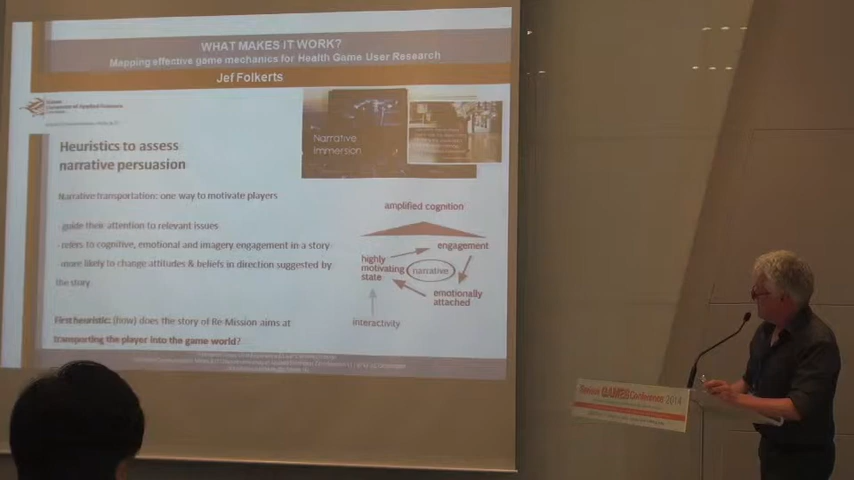 WHAT MAKES IT WORK?
Mapping effective game mechanics for Health Game User Research
Jef Folkerts
Heuristics to assess
narrative persuasion
Narrative
Immersion
Narrative transportation: one way to motivate players
guide their attention to relevant issues
- refers to cognitive, emotional and imagery engagement in a story
more likely to change attitudes & beliefs in direction suggested by
the story
First heuristic: (how) does the story of Re-Mission aims at
transporting the player into the game world?
amplified cognition
engagement
highly
motivating
state
narrative
emotionally
attached
interactivity
Serious GAMES Conference 2014